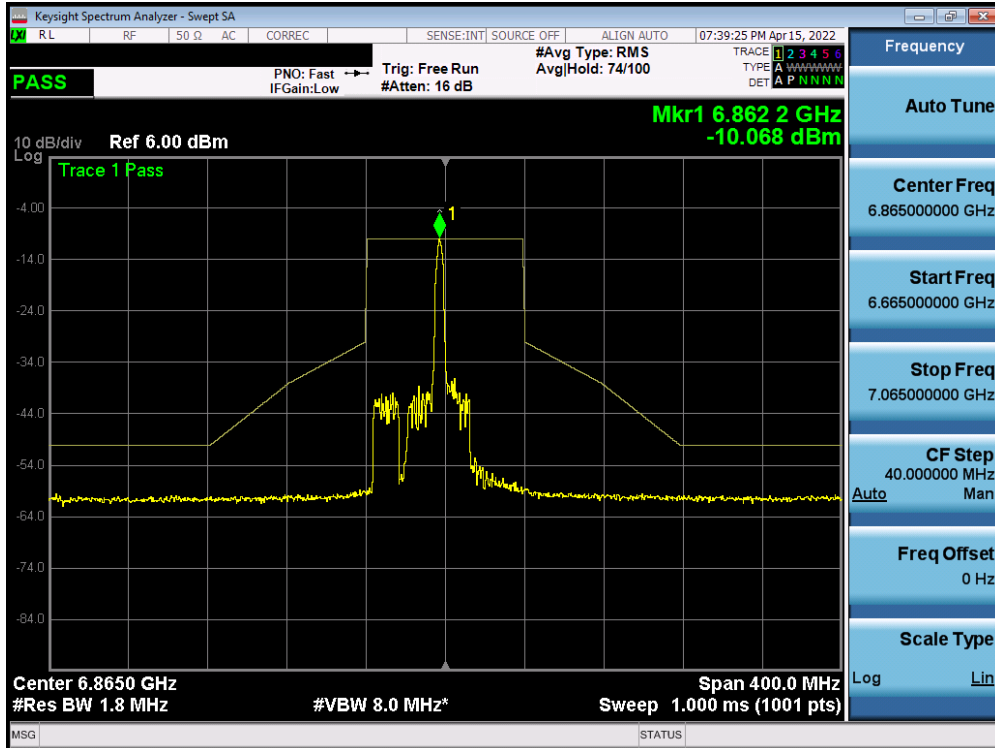 Keysight Spectrum Analyzer - Swept SA
LXI RL RF 50 Ω AC CORREC SENSE:INT SOURCE OFF ALIGN AUTO 07:39:25 PM Apr 15, 2022
PASS
PNO: Fast
IFGain:Low
Trig: Free Run
#Atten: 16 dB
#Avg Type: RMS
Avg|Hold: 74/100
TRACE 1 2 3 4 5 6
TYPE A WWWWW
DET A P N N N N
Mkr1 6.862 2 GHz
-10.068 dBm
10 dB/div Ref 6.00 dBm
Log
Trace 1 Pass
1
-4.00
-14.0
-24.0
-34.0
-44.0
-54.0
-64.0
-74.0
-84.0
Center 6.8650 GHz Span 400.0 MHz
#Res BW 1.8 MHz #VBW 8.0 MHz* Sweep 1.000 ms (1001 pts)
MSG STATUS
Frequency
Auto Tune
Center Freq
6.865000000 GHz
Start Freq
6.665000000 GHz
Stop Freq
7.065000000 GHz
CF Step
40.000000 MHz
Auto Man
Freq Offset
0 Hz
Scale Type
Log Lin